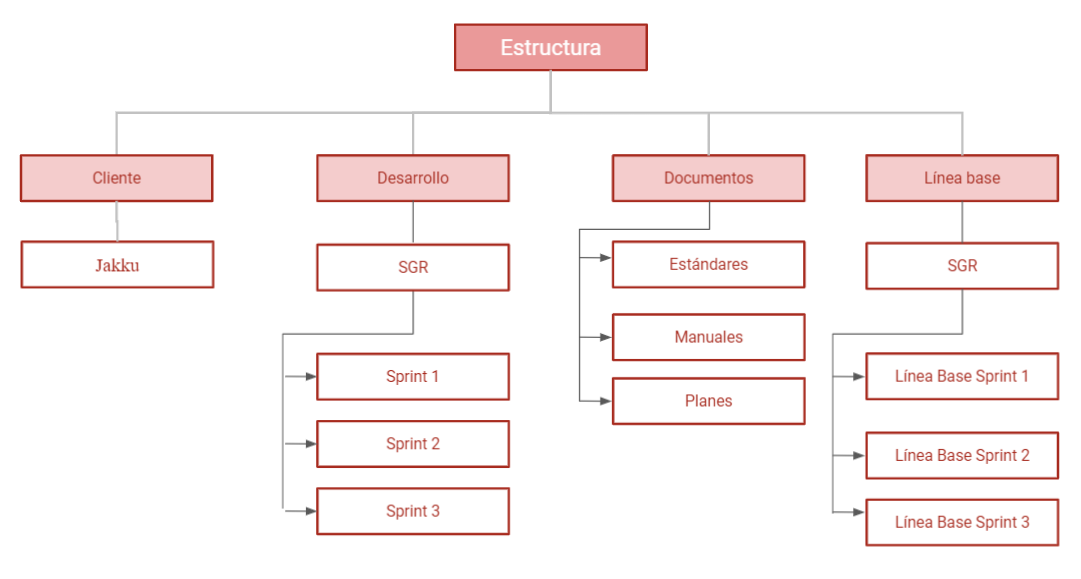 Estructura
Cliente
Desarrollo
Documentos
Línea base
Jakku
SGR
Estándares
SGR
Manuales
Sprint 1
Línea Base Sprint 1
Planes
Sprint 2
Línea Base Sprint 2
Sprint 3
Línea Base Sprint 3